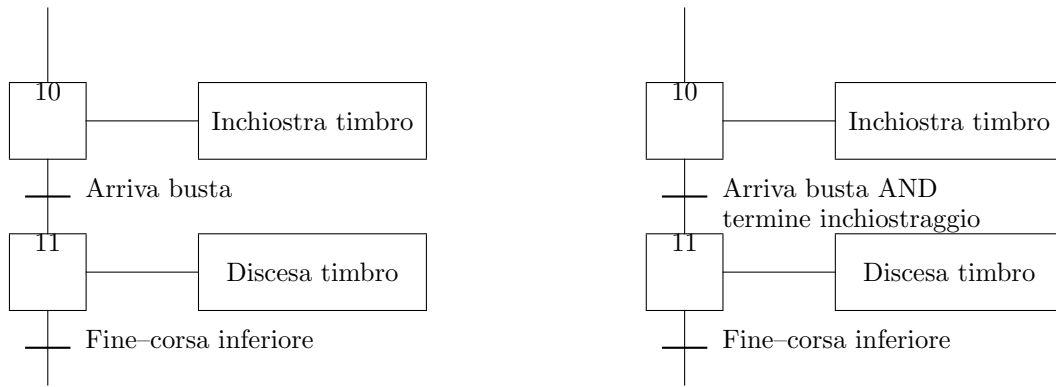 10
Inchiostra timbro
Arriva busta
11
Discesa timbro
Fine–corsa inferiore
10
Inchiostra timbro
Arriva busta AND
termine inchiostraggio
11
Discesa timbro
Fine–corsa inferiore